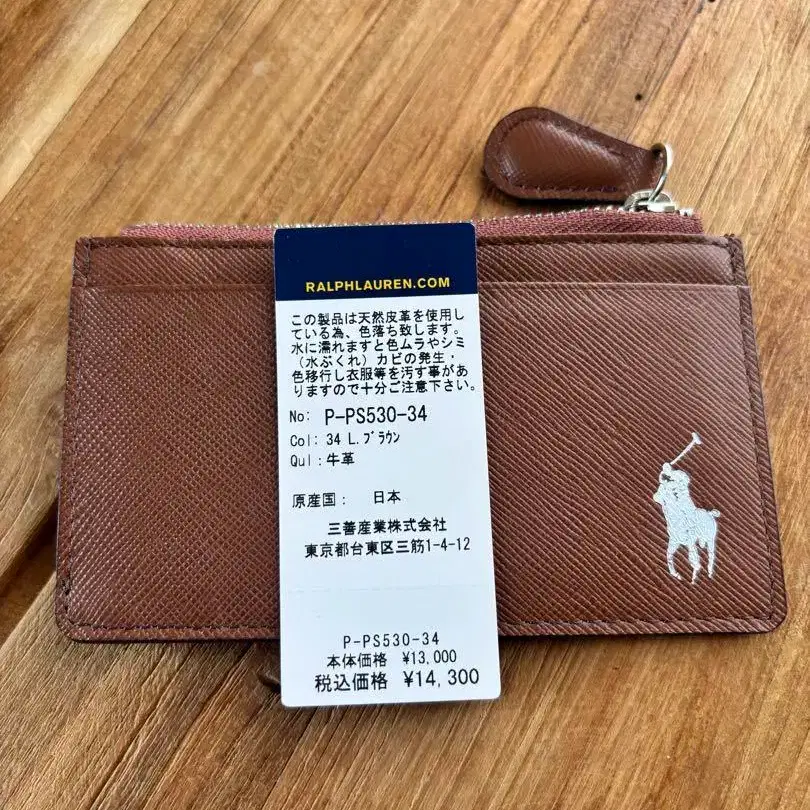 RALPHLAUREN.COM
この製品は天然皮革を使用し
ている為、色落ち致します。
水に濡れますと色ムラやシミ
（水ぶくれ）カビの発生・
色移行し衣服等を汚す事があ
りますので十分ご注意下さい。
No: P-PS530-34
Col: 34 L.ﾌﾞﾗｳﾝ
Qul:牛革
原産国： 日本
三善産業株式会社
東京都台東区三筋1-4-12
P-PS530-34
本体価格 ¥13,000
税込価格 ¥14,300